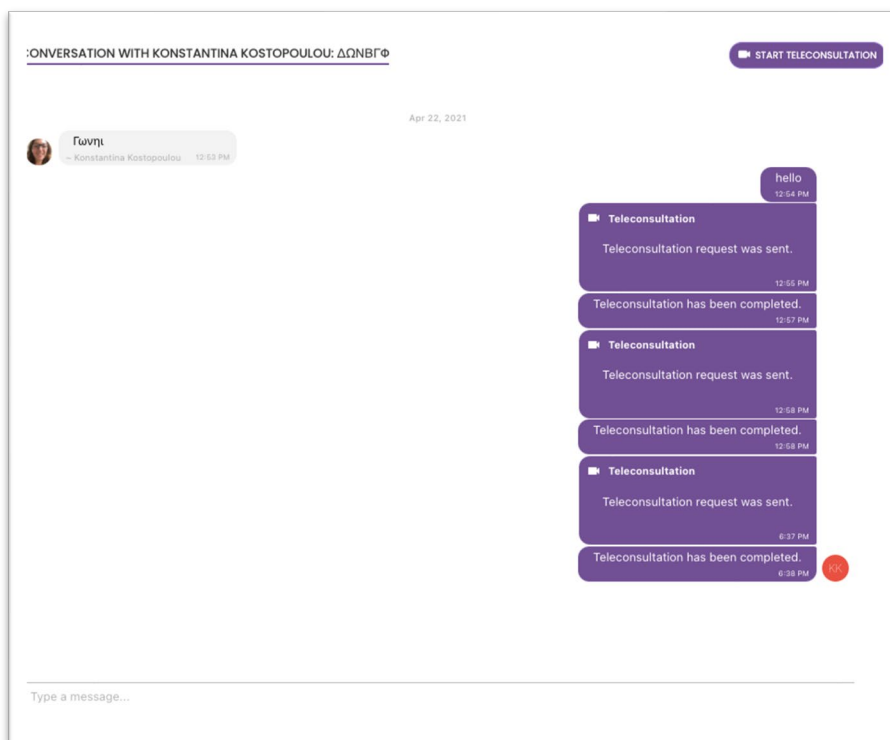 :ONVERSATION WITH KONSTANTINA KOSTOPOULOU: ΔΩΝΒΓΦ
START TELECONSULTATION
Apr 22, 2021
Γωνηι
~ Konstantina Kostopoulou 12:53 PM
hello
12:54 PM
Teleconsultation
Teleconsultation request was sent.
12:55 PM
Teleconsultation has been completed.
12:57 PM
Teleconsultation
Teleconsultation request was sent.
12:58 PM
Teleconsultation has been completed.
12:58 PM
Teleconsultation
Teleconsultation request was sent.
6:37 PM
Teleconsultation has been completed.
6:38 PM
KK
Type a message...